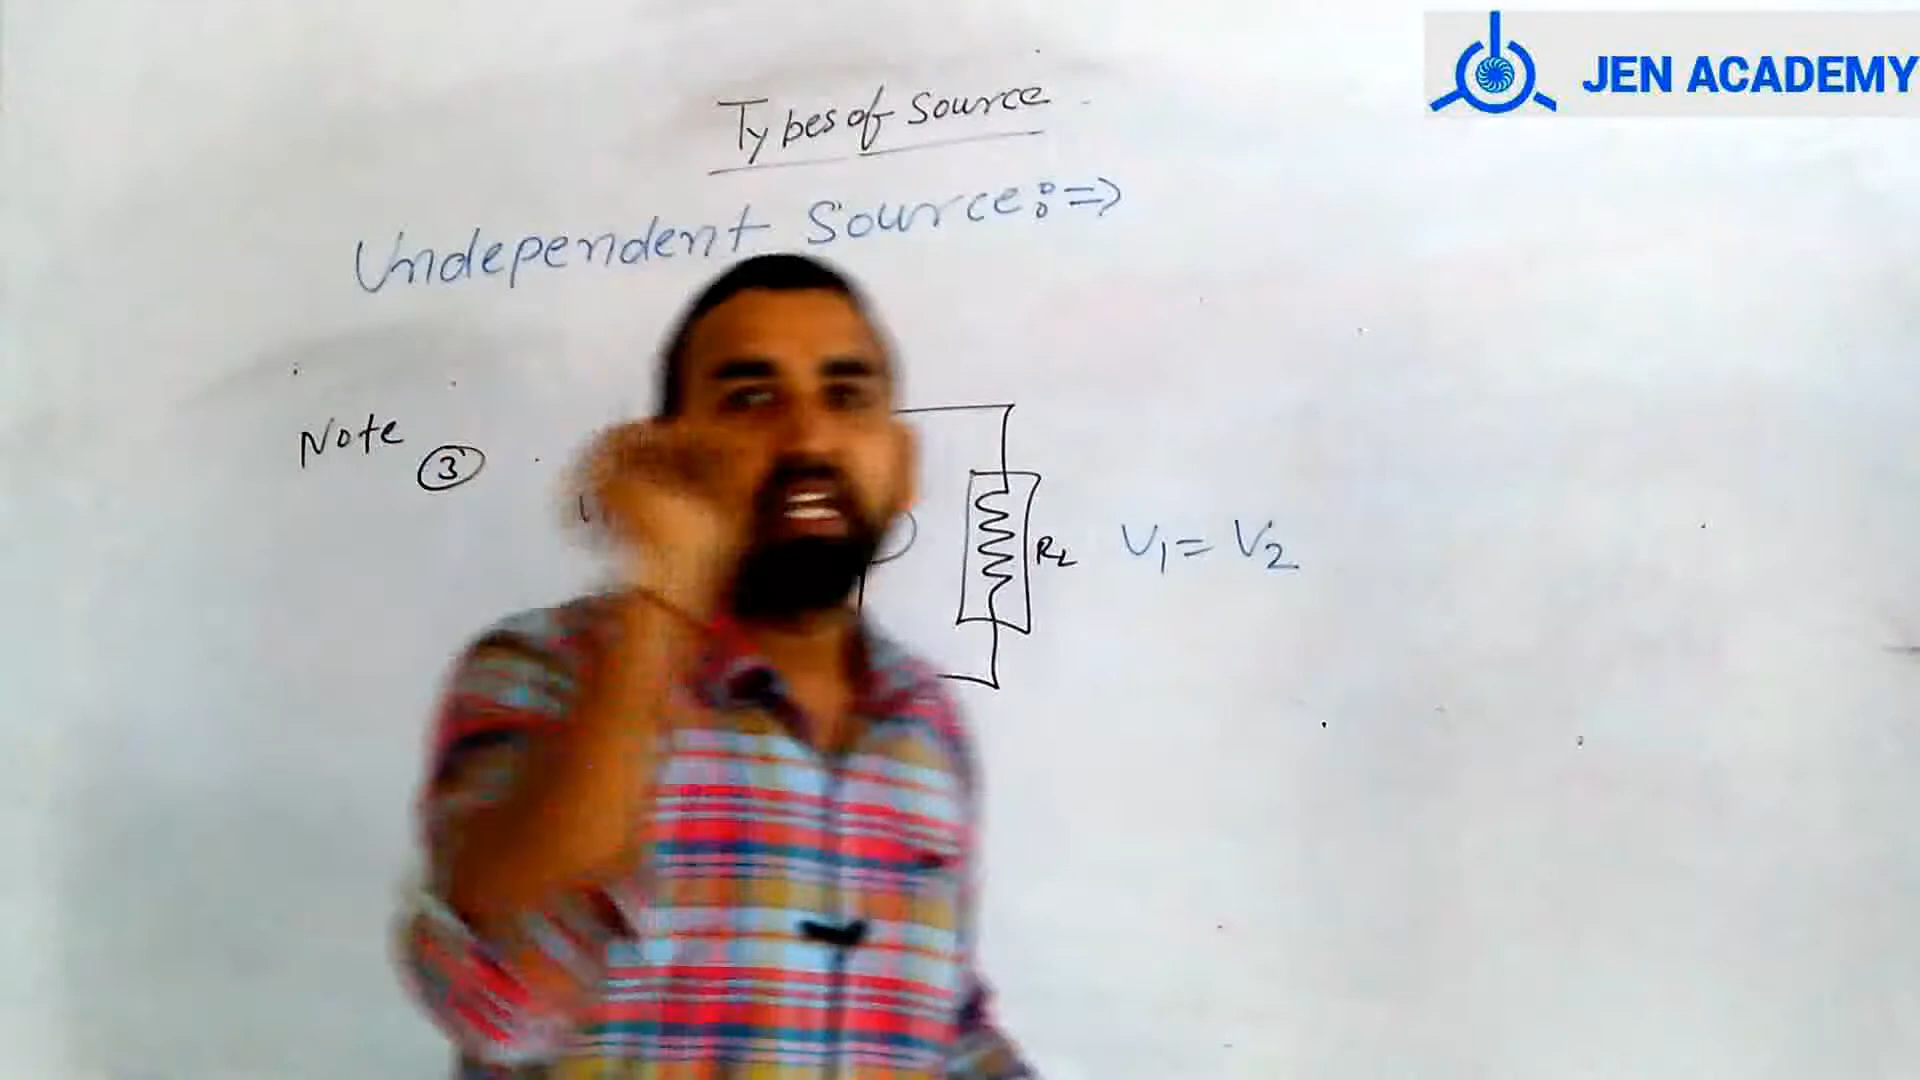 JEN ACADEMY
Types of Source
Undependent Source:⇒
Note
③
RL V1 = V2